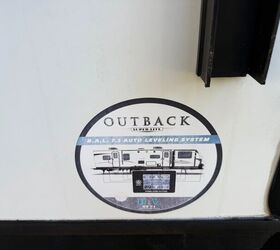 OUTBACK
SUPER-LITE
B.A.L. 7.3 AUTO LEVELING SYSTEM